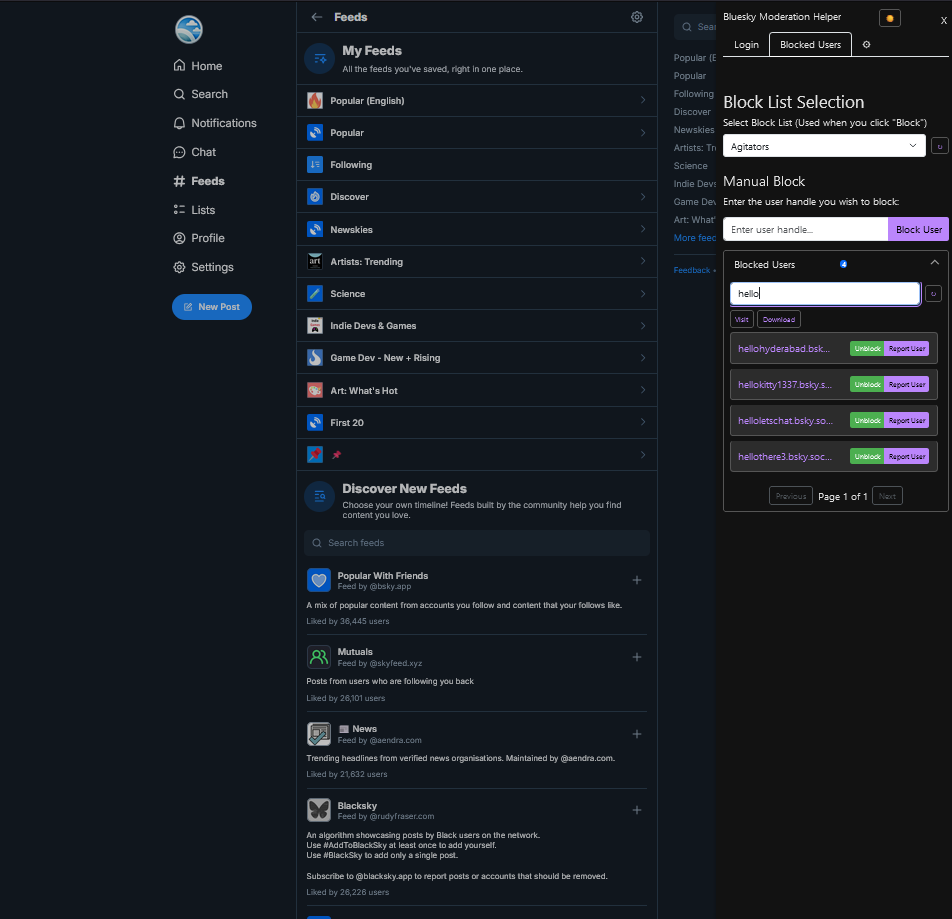 Home
Search
Notifications
Chat
Feeds
Lists
Profile
Settings
New Post
Feeds
My Feeds
All the feeds you've saved, right in one place.
Popular (English)
Popular
Following
Discover
Newskies
art
Artists: Trending
Science
Indie Devs & Games
Game Dev - New + Rising
Art: What's Hot
First 20
Discover New Feeds
Choose your own timeline! Feeds built by the community help you find
content you love.
Search feeds
Popular With Friends
Feed by @bsky.app
A mix of popular content from accounts you follow and content that your follows like.
Liked by 36,445 users
Mutuals
Feed by @skyfeed.xyz
Posts from users who are following you back
Liked by 26,101 users
News
Feed by @aendra.com
Trending headlines from verified news organisations. Maintained by @aendra.com.
Liked by 21,632 users
Blacksky
Feed by @rudyfraser.com
An algorithm showcasing posts by Black users on the network.
Use #AddToBlackSky at least once to add yourself.
Use #BlackSky to add only a single post.
Subscribe to @blacksky.app to report posts or accounts that should be removed.
Liked by 26,226 users
Sea
Popular (E
Popular
Following
Discover
Newskies
Artists: Tre
Science
Indie Devs
Game Dev
Art: What'
More feed
Feedback •
Bluesky Moderation Helper
X
Login
Blocked Users
Block List Selection
Select Block List (Used when you click "Block")
Agitators
Manual Block
Enter the user handle you wish to block:
Enter user handle...
Block User
Blocked Users
4
hello
Visit
Download
hellohyderabad.bsk...
Unblock
Report User
hellokitty1337.bsky.s...
Unblock
Report User
helloletschat.bsky.so...
Unblock
Report User
hellothere3.bsky.soc...
Unblock
Report User
Previous
Page 1 of 1
Next